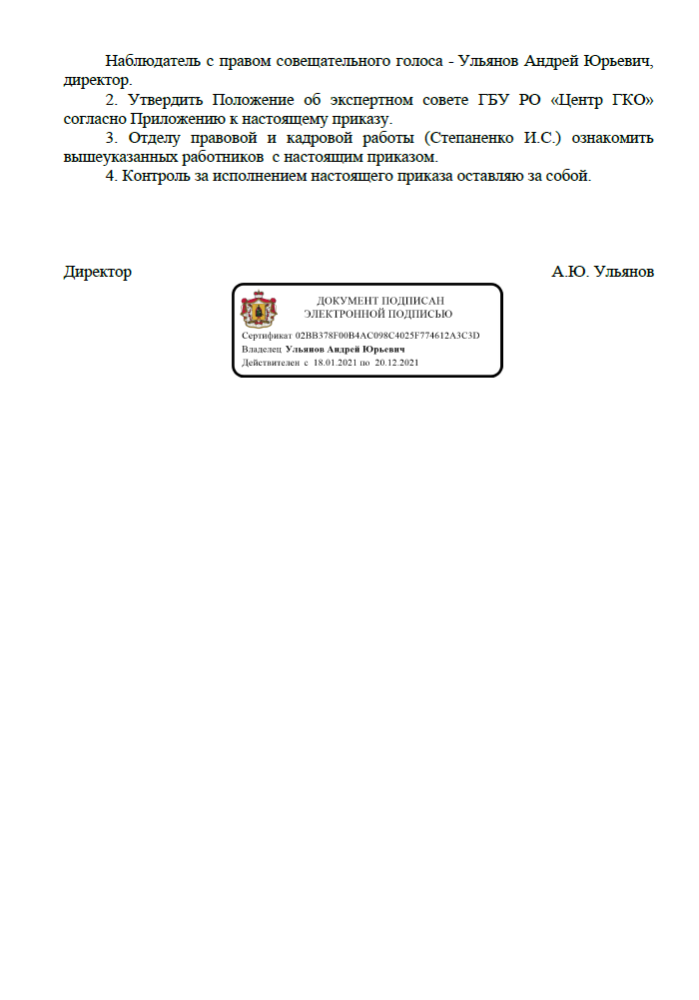 Наблюдатель с правом совещательного голоса - Ульянов Андрей Юрьевич,
директор.
2. Утвердить Положение об экспертном совете ГБУ РО «Центр ГКО»
согласно Приложению к настоящему приказу.
3. Отделу правовой и кадровой работы (Степаненко И.С.) ознакомить
вышеуказанных работников с настоящим приказом.
4. Контроль за исполнением настоящего приказа оставляю за собой.
Директор А.Ю. Ульянов
ДОКУМЕНТ ПОДПИСАН
ЭЛЕКТРОННОЙ ПОДПИСЬЮ
Сертификат 02BB378F00B4AC098C4025F774612A3C3D
Владелец Ульянов Андрей Юрьевич
Действителен с 18.01.2021 по 20.12.2021